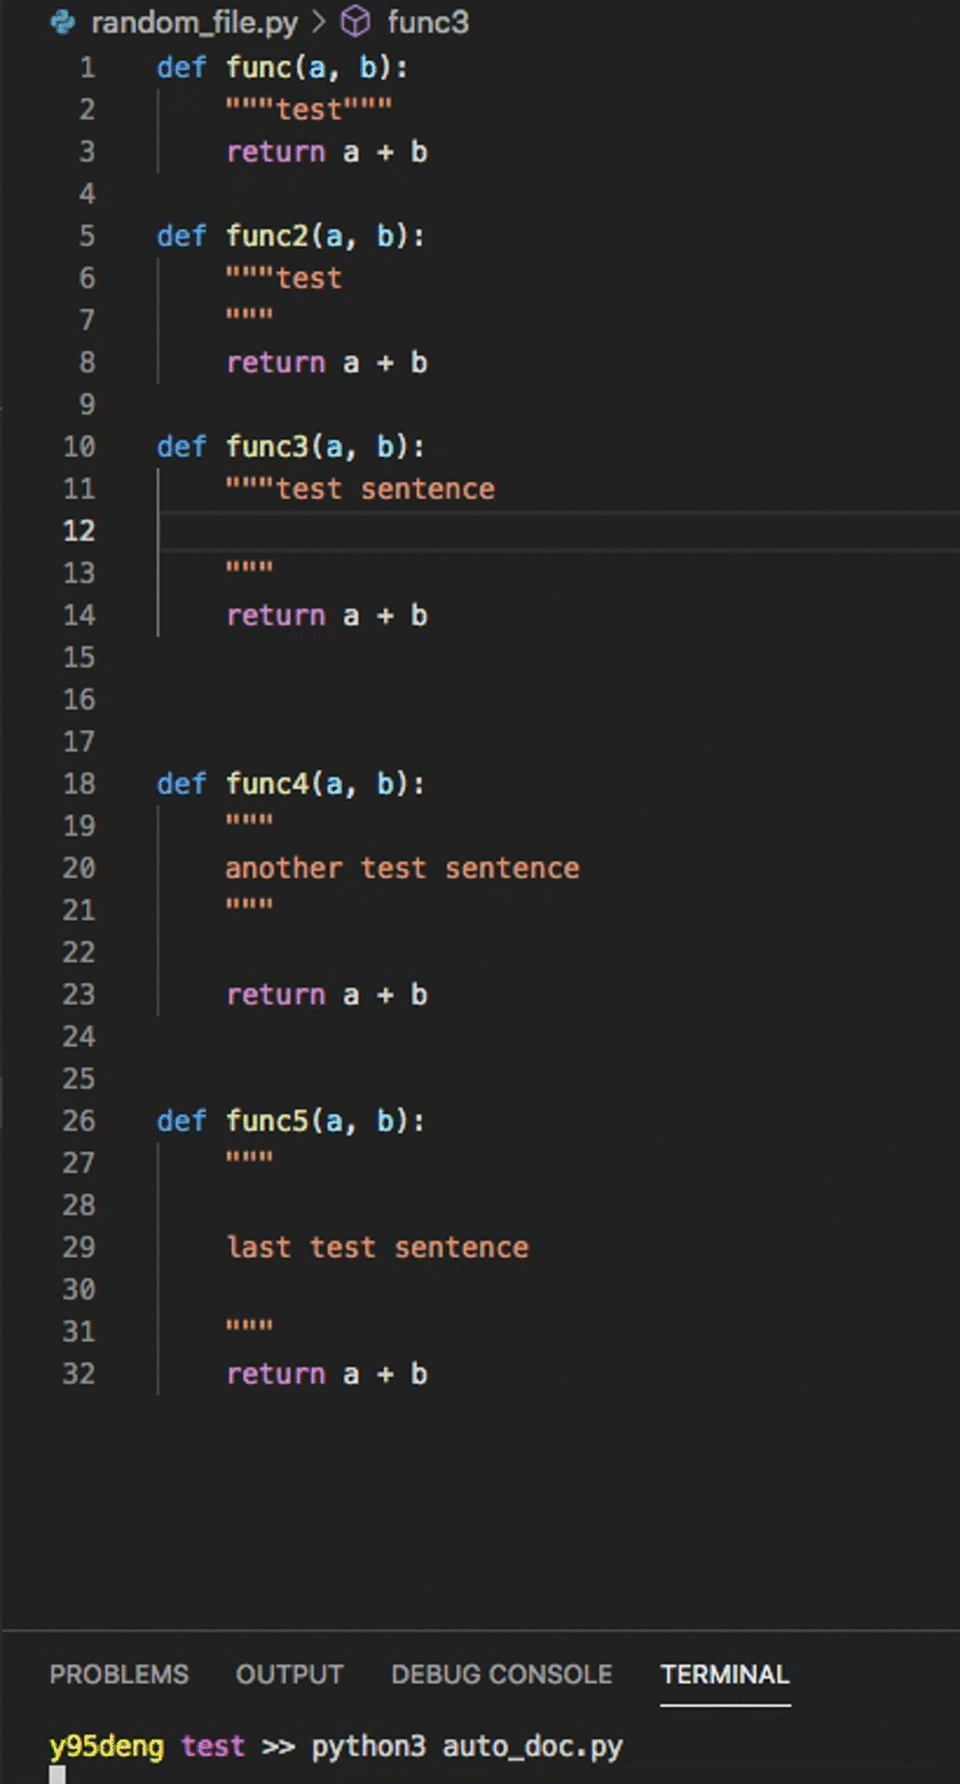 random_file.py > func3
1 def func(a, b):
2 """test"""
3 return a + b
4
5 def func2(a, b):
6 """test
7 """
8 return a + b
9
10 def func3(a, b):
11 """test sentence
12
13 """
14 return a + b
15
16
17
18 def func4(a, b):
19 """
20 another test sentence
21 """
22
23 return a + b
24
25
26 def func5(a, b):
27 """
28
29 last test sentence
30
31 """
32 return a + b
PROBLEMS OUTPUT DEBUG CONSOLE TERMINAL
y95deng test >> python3 auto_doc.py